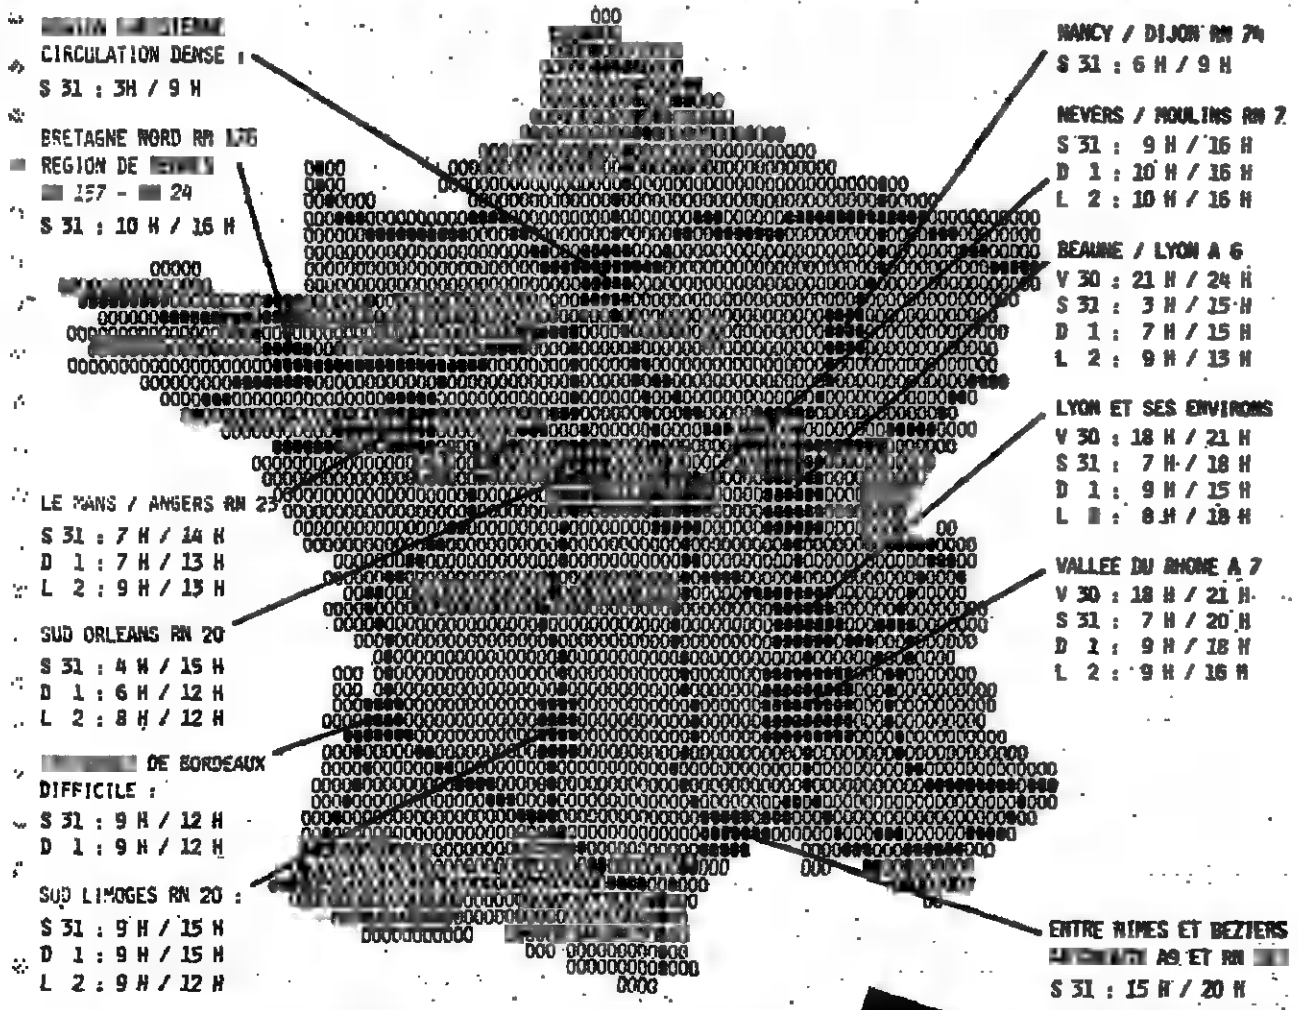 CIRCULATION DENSE :
S 31 : 3H / 9 H
BRETAGNE NORD RN 176
REGION DE
157 - 24
S 31 : 10 H / 16 H
LE MANS / ANGERS RN 23
S 31 : 7 H / 14 H
D 1 : 7 H / 13 H
L 2 : 9 H / 13 H
SUD ORLEANS RN 20
S 31 : 4 H / 15 H
D 1 : 6 H / 12 H
L 2 : 8 H / 12 H
DE BORDEAUX
DIFFICILE :
S 31 : 9 H / 12 H
D 1 : 9 H / 12 H
SUD LIMOGES RN 20 :
S 31 : 9 H / 15 H
D 1 : 9 H / 15 H
L 2 : 9 H / 12 H
NANCY / DIJON RN 74
S 31 : 6 H / 9 H
NEVERS / MOULINS RN 7
S 31 : 9 H / 16 H
D 1 : 10 H / 16 H
L 2 : 10 H / 16 H
BEAUNE / LYON A 6
V 30 : 21 H / 24 H
S 31 : 3 H / 15 H
D 1 : 7 H / 15 H
L 2 : 9 H / 13 H
LYON ET SES ENVIRONS
V 30 : 18 H / 21 H
S 31 : 7 H / 18 H
D 1 : 9 H / 15 H
L : 8 H / 18 H
VALLEE DU RHONE A 7
V 30 : 18 H / 21 H
S 31 : 7 H / 20 H
D 1 : 9 H / 18 H
L 2 : 9 H / 16 H
ENTRE NIMES ET BEZIERS
A9 ET RN
S 31 : 15 H / 20 H